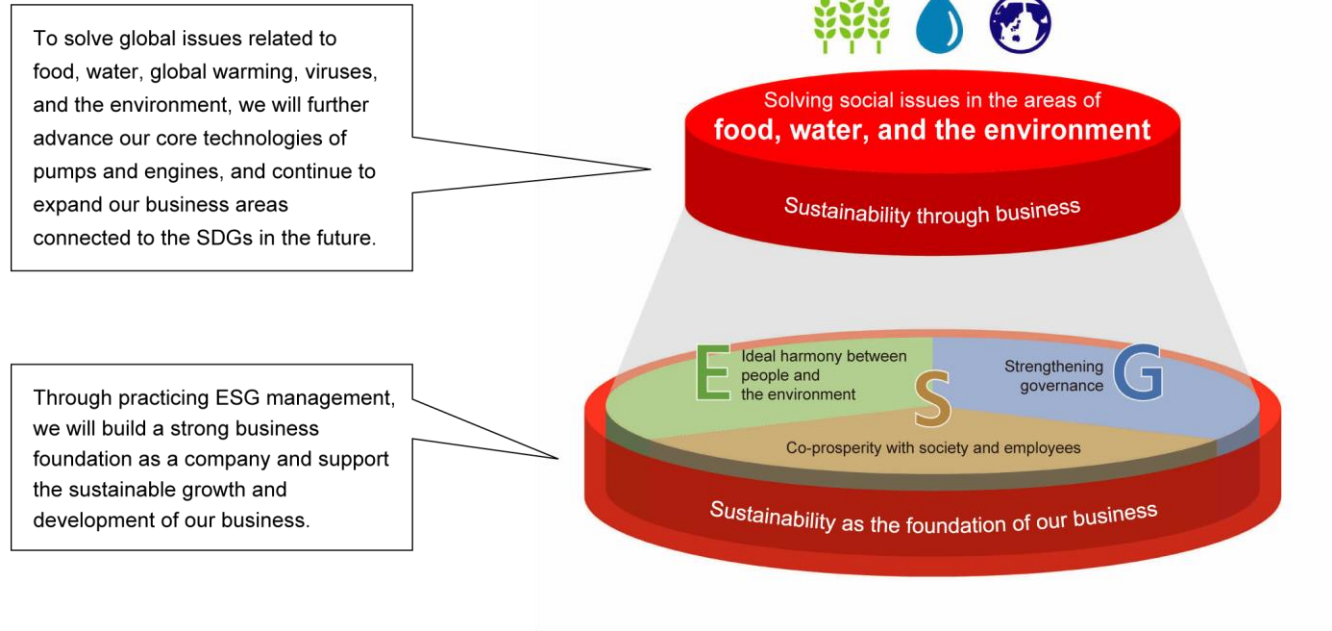 To solve global issues related to
food, water, global warming, viruses,
and the environment, we will further
advance our core technologies of
pumps and engines, and continue to
expand our business areas
connected to the SDGs in the future.
Solving social issues in the areas of
food, water, and the environment
Sustainability through business
Through practicing ESG management,
we will build a strong business
foundation as a company and support
the sustainable growth and
development of our business.
E
Ideal harmony between
people and
the environment
S
Co-prosperity with society and employees
Strengthening
governance
G
Sustainability as the foundation of our business